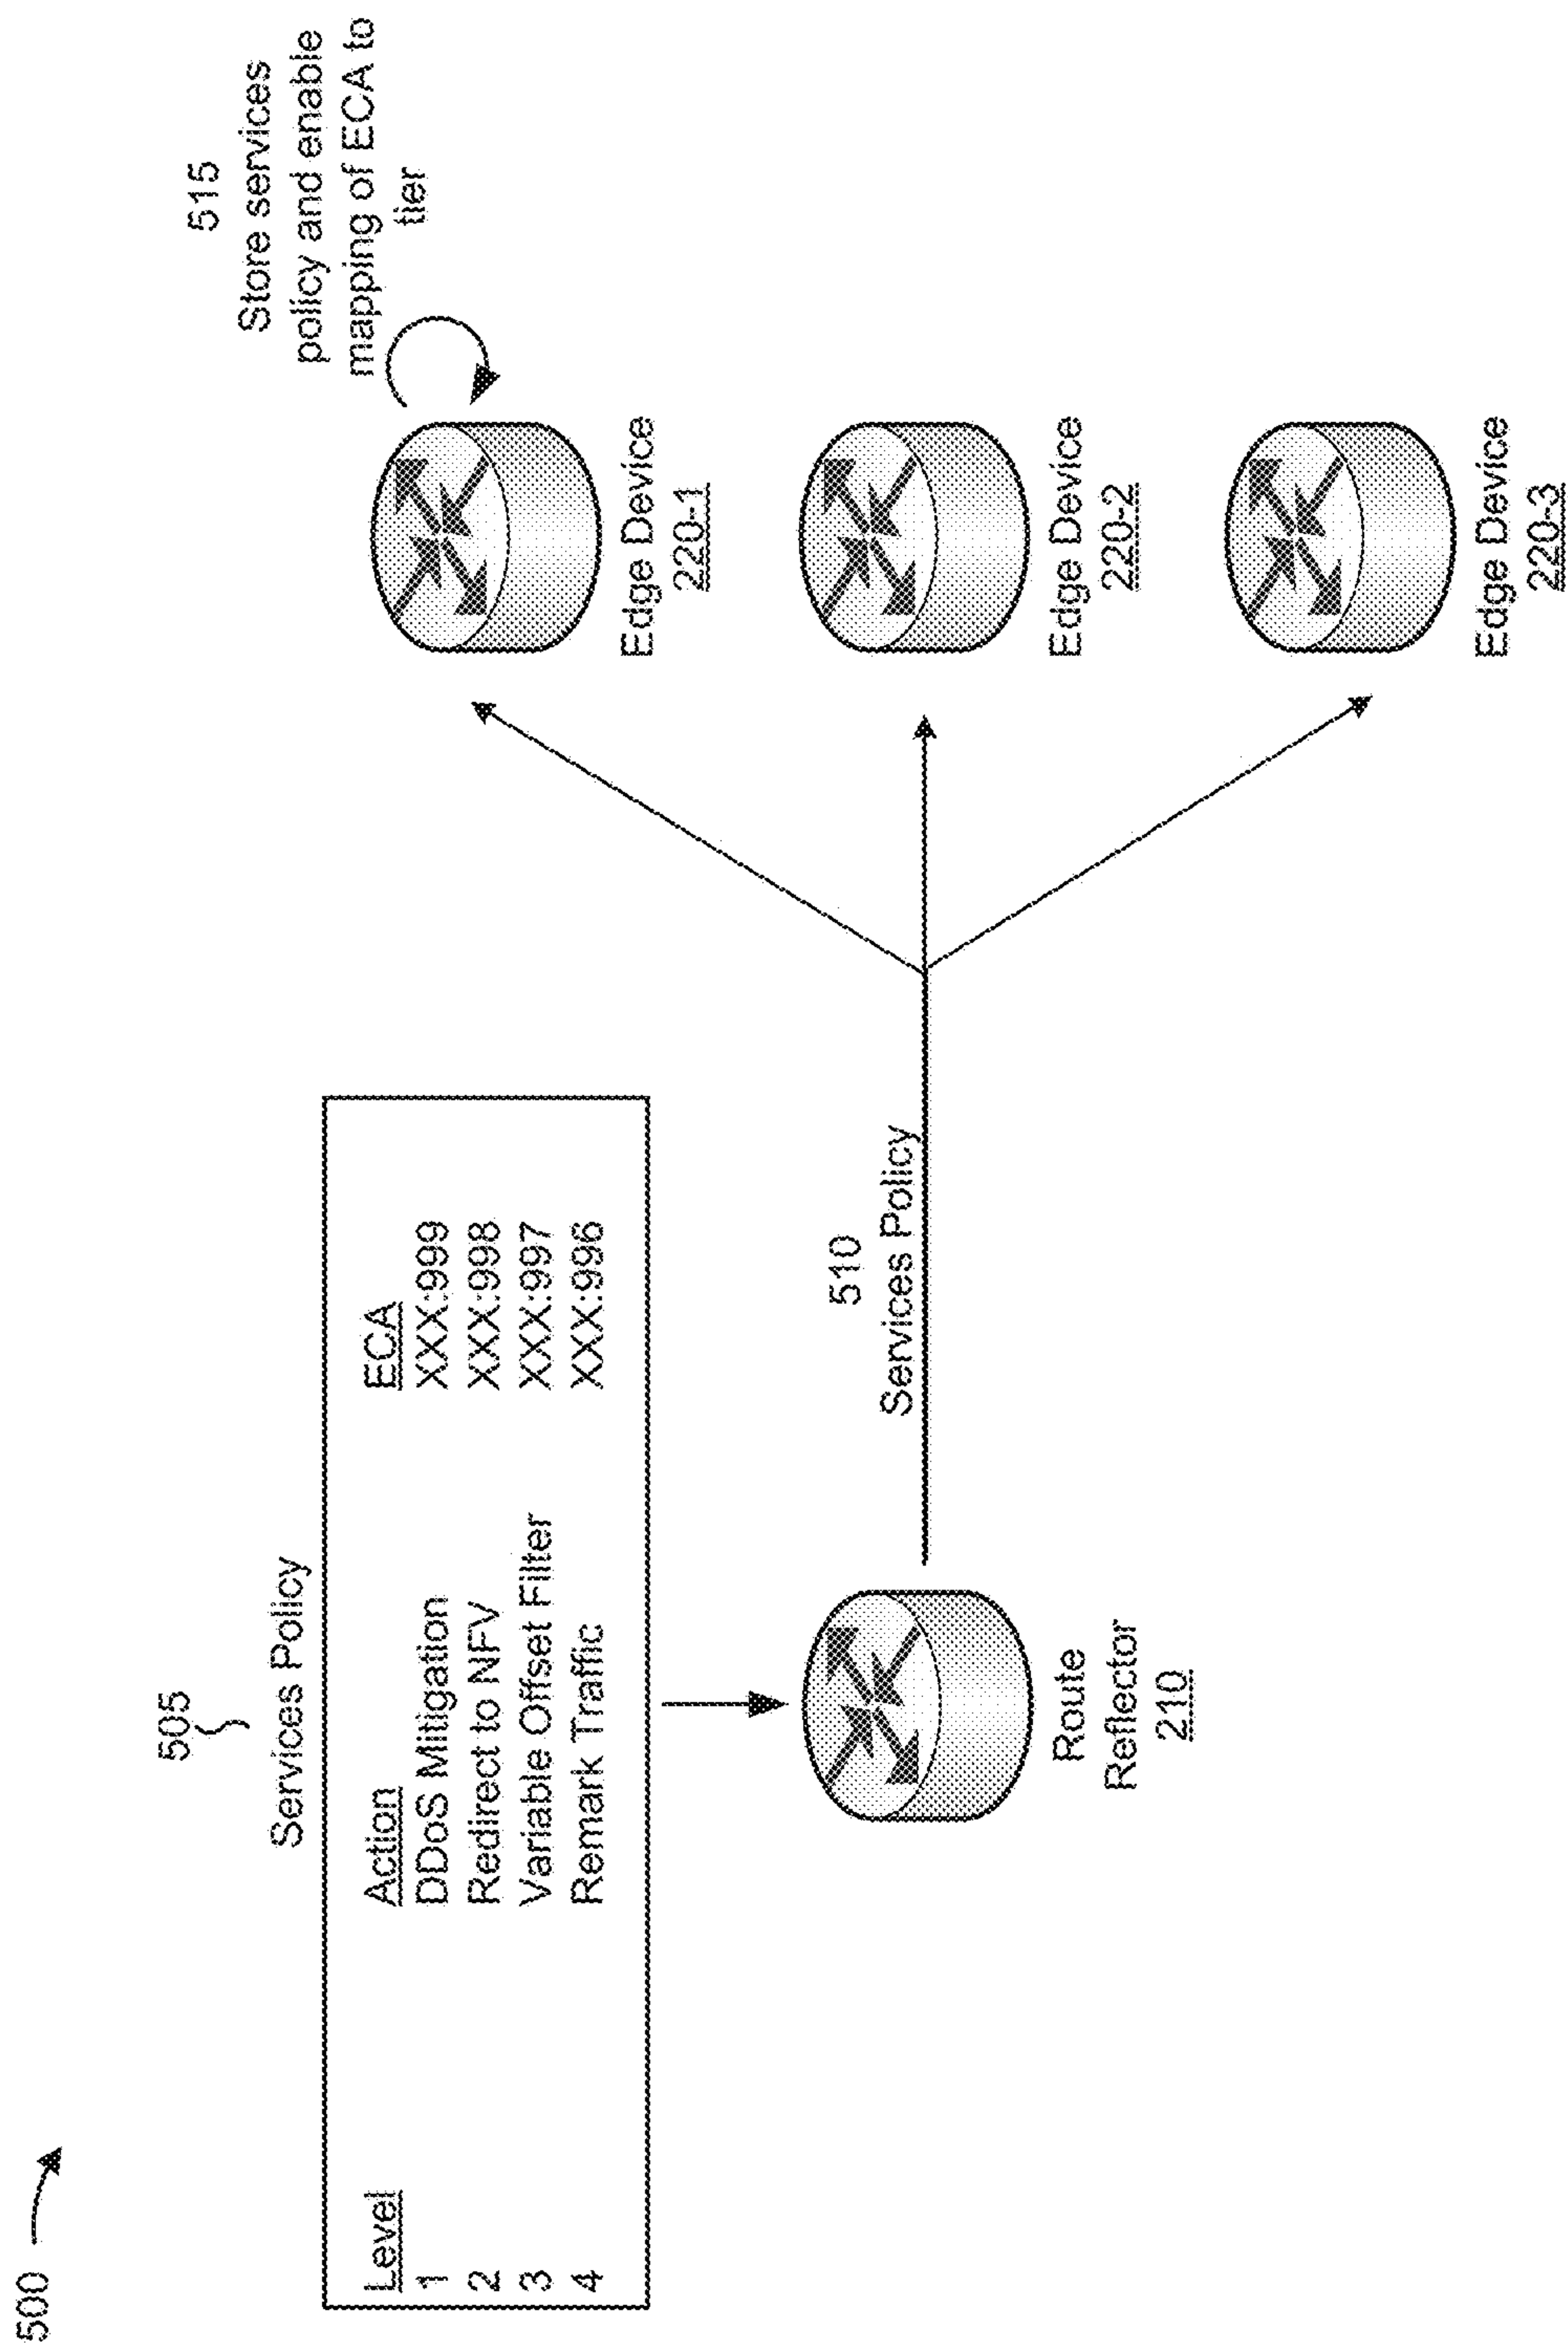 500
505
Services Policy
Level Action ECA
1 DDoS Mitigation XXX:999
2 Redirect to NFV XXX:998
3 Variable Offset Filter XXX:997
4 Remark Traffic XXX:996
515
Store services
policy and enable
mapping of ECA to
tier
510
Services Policy
Route
Reflector
210
Edge Device
220-1
Edge Device
220-2
Edge Device
220-3